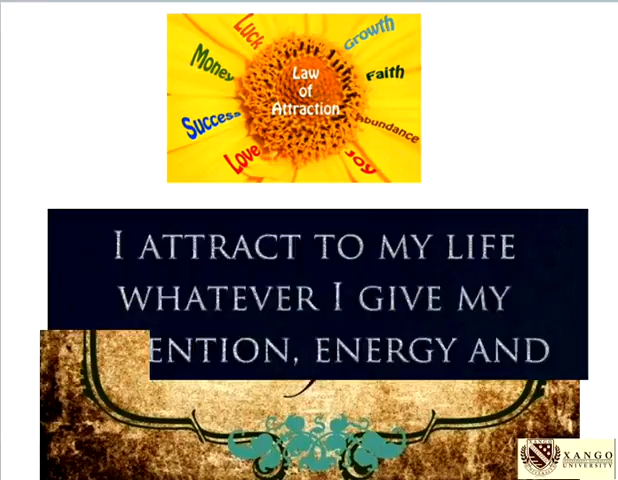 Luck
Growth
Money
Faith
Law
of
Attraction
Success
abundance
Love
Joy
I ATTRACT TO MY LIFE
WHATEVER I GIVE MY
ENTION, ENERGY AND
XANGO
UNIVERSITY